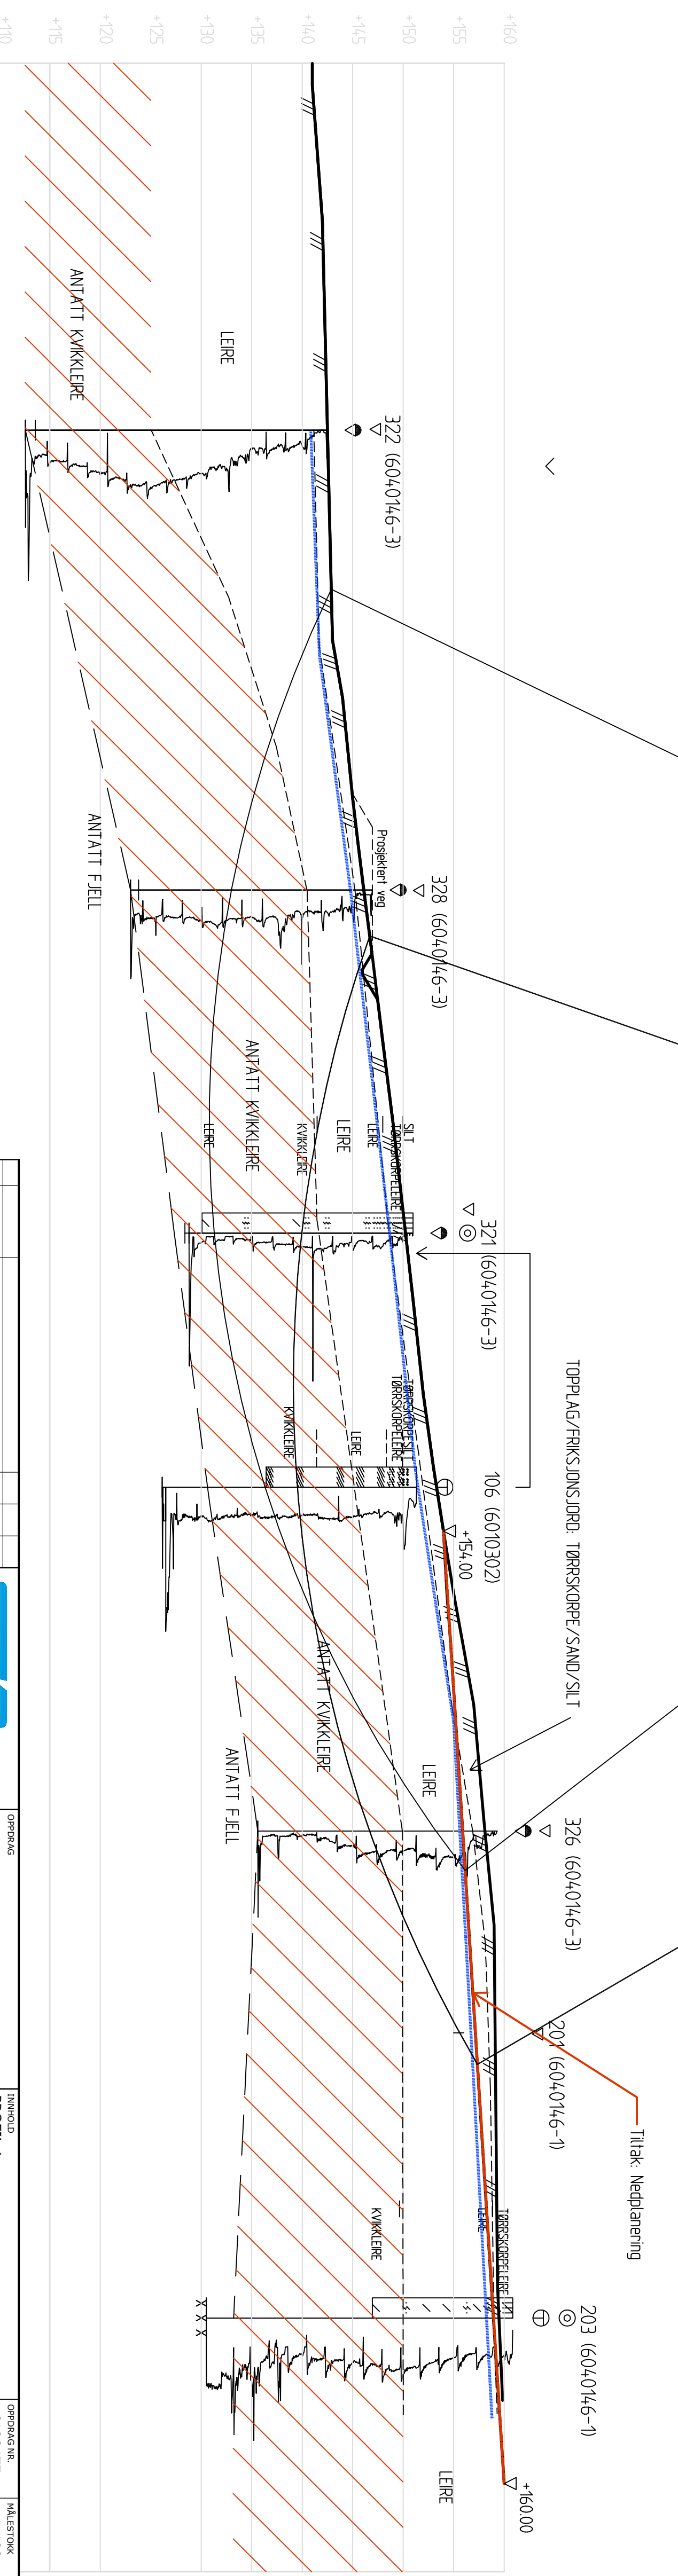 +110
+115
+120
+125
+130
+135
+140
+145
+150
+155
+160
ANTATT KVIKKLEIRE
LEIRE
322 (6040146-3)
ANTATT FJELL
Prosjektert veg
328 (6040146-3)
ANTATT KVIKKLEIRE
LEIRE
SILT
TØRRSKORPELEIRE
LEIRE
KVIKKLEIRE
LEIRE
321 (6040146-3)
TØRRSKORPESILT
TØRRSKORPELEIRE
LEIRE
KVIKKLEIRE
106 (6010302)
+154.00
TOPPLAG/FRIKSJONSJORD: TØRRSKORPE/SAND/SILT
ANTATT KVIKKLEIRE
LEIRE
ANTATT FJELL
326 (6040146-3)
201 (6040146-1)
Tiltak: Nedplanering
TØRRSKORPELEIRE
LEIRE
KVIKKLEIRE
203 (6040146-1)
LEIRE
+160.00
OPPDRAG
INNHOLD
OPPDRAG NR.
MÅLESTOKK